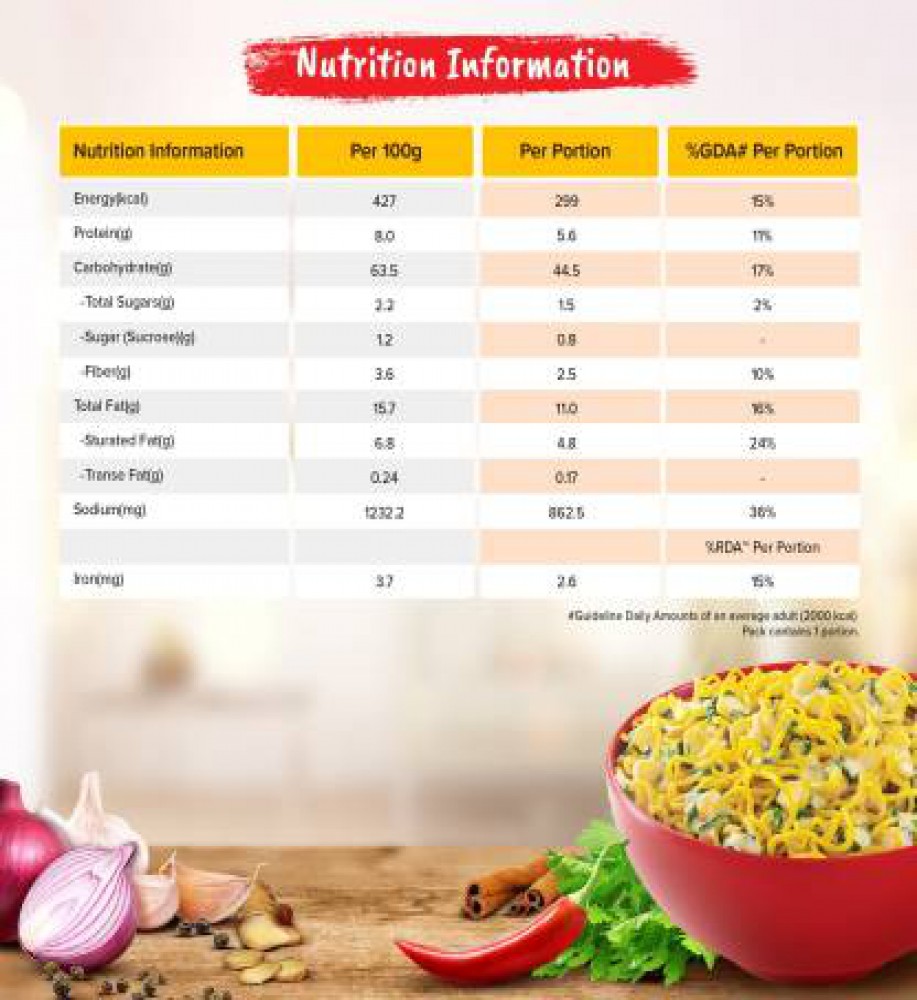 Nutrition Information
Nutrition Information Per 100g Per Portion %GDA# Per Portion
Energy(kcal) 427 299 15%
Protein(g) 8.0 5.6 11%
Carbohydrate(g) 63.5 44.5 17%
-Total Sugars(g) 2.2 1.5 2%
-Sugar (Sucrose)(g) 1.2 0.8 -
-Fiber(g) 3.6 2.5 10%
Total Fat(g) 15.7 11.0 16%
-Sturated Fat(g) 6.8 4.8 24%
-Transe Fat(g) 0.24 0.17 -
Sodium(mg) 1232.2 862.5 36%
%RDA~ Per Portion
Iron(mg) 3.7 2.6 15%
#Guideline Daily Amounts of an average adult (2000 kcal)
Pack contains 1 portion.